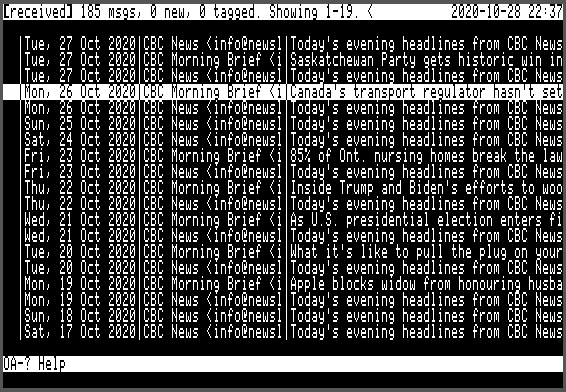 [received] 185 msgs, 0 new, 0 tagged. Showing 1-19. < 2020-10-28 22:37
|Tue, 27 Oct 2020|CBC News <info@newsl|Today's evening headlines from CBC News
|Tue, 27 Oct 2020|CBC Morning Brief <i|Saskatchewan Party gets historic win in
|Tue, 27 Oct 2020|CBC News <info@newsl|Today's evening headlines from CBC News
|Mon, 26 Oct 2020|CBC Morning Brief <i|Canada's transport regulator hasn't set
|Mon, 26 Oct 2020|CBC News <info@newsl|Today's evening headlines from CBC News
|Sun, 25 Oct 2020|CBC News <info@newsl|Today's evening headlines from CBC News
|Sat, 24 Oct 2020|CBC News <info@newsl|Today's evening headlines from CBC News
|Fri, 23 Oct 2020|CBC Morning Brief <i|85% of Ont. nursing homes break the law
|Fri, 23 Oct 2020|CBC News <info@newsl|Today's evening headlines from CBC News
|Thu, 22 Oct 2020|CBC Morning Brief <i|Inside Trump and Biden's efforts to woo
|Thu, 22 Oct 2020|CBC News <info@newsl|Today's evening headlines from CBC News
|Wed, 21 Oct 2020|CBC Morning Brief <i|As U.S. presidential election enters fi
|Wed, 21 Oct 2020|CBC News <info@newsl|Today's evening headlines from CBC News
|Tue, 20 Oct 2020|CBC Morning Brief <i|What it's like to pull the plug on your
|Tue, 20 Oct 2020|CBC News <info@newsl|Today's evening headlines from CBC News
|Mon, 19 Oct 2020|CBC Morning Brief <i|Apple blocks widow from honouring husba
|Mon, 19 Oct 2020|CBC News <info@newsl|Today's evening headlines from CBC News
|Sun, 18 Oct 2020|CBC News <info@newsl|Today's evening headlines from CBC News
|Sat, 17 Oct 2020|CBC News <info@newsl|Today's evening headlines from CBC News
OA-? Help